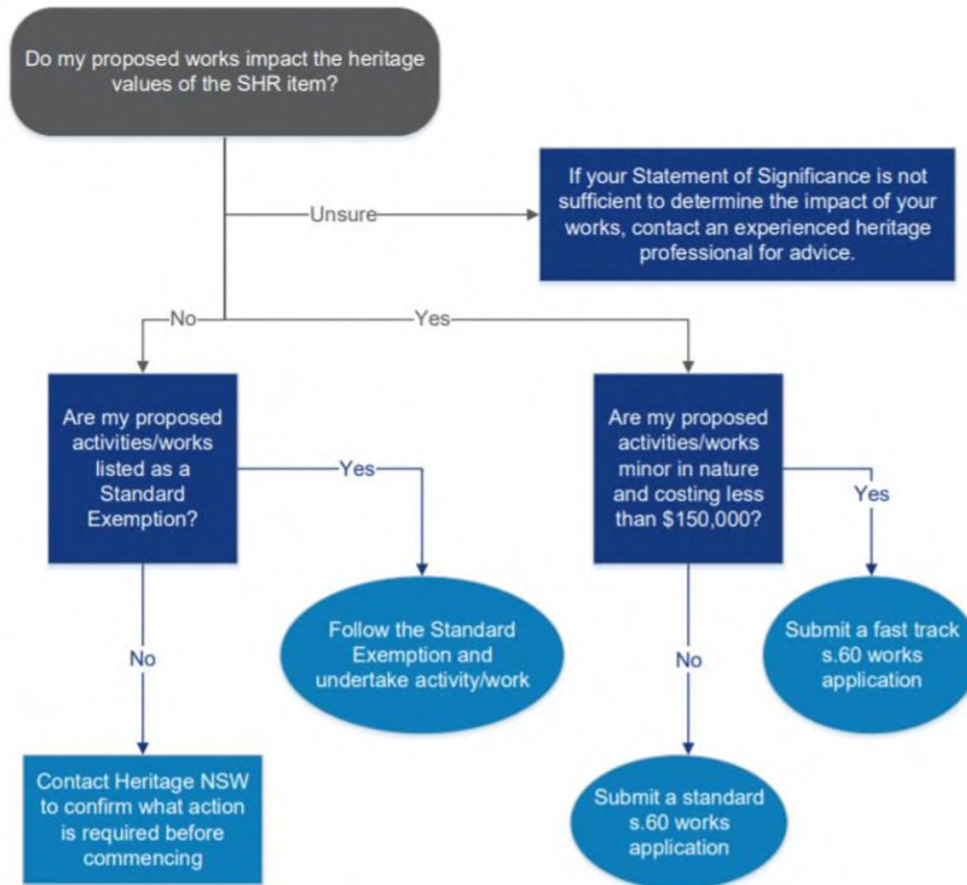 Do my proposed works impact the heritage
values of the SHR item?
Unsure
If your Statement of Significance is not
sufficient to determine the impact of your
works, contact an experienced heritage
professional for advice.
No
Yes
Are my proposed
activities/works
listed as a
Standard
Exemption?
Yes
Are my proposed
activities/works
minor in nature
and costing less
than $150,000?
Yes
No
Follow the Standard
Exemption and
undertake activity/work
No
Submit a fast track
s.60 works
application
Contact Heritage NSW
to confirm what action
is required before
commencing
Submit a standard
s.60 works
application